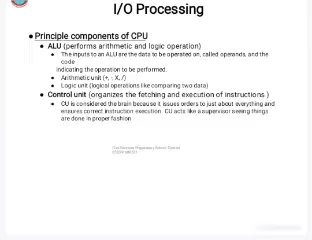 I/O Processing
● Principle components of CPU
● ALU (performs arithmetic and logic operation)
● The inputs to an ALU are the data to be operated on, called operands, and the
code
indicating the operation to be performed.
● Arithmetic unit (+, -, X, /)
● Logic unit (logical operations like comparing two data)
● Control unit (organizes the fetching and execution of instructions )
● CU is considered the brain because it issues orders to just about everything and
ensures correct instruction execution. CU acts like a supervisor seeing things
are done in proper fashion